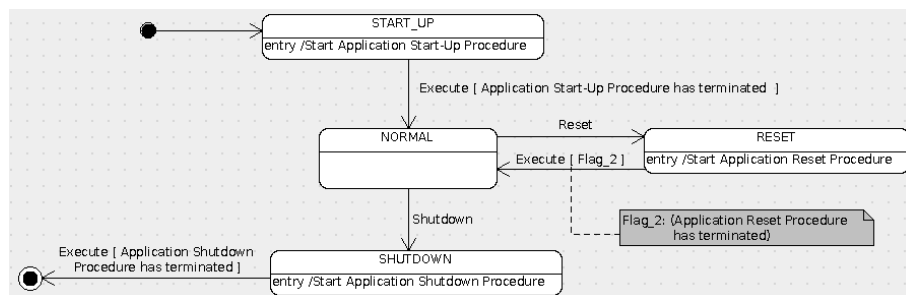 START_UP
entry /Start Application Start-Up Procedure
Execute [ Application Start-Up Procedure has terminated ]
NORMAL
Reset
RESET
entry /Start Application Reset Procedure
Execute [ Flag_2 ]
Flag_2: (Application Reset Procedure
has terminated)
Shutdown
Execute [ Application Shutdown
Procedure has terminated ]
SHUTDOWN
entry /Start Application Shutdown Procedure